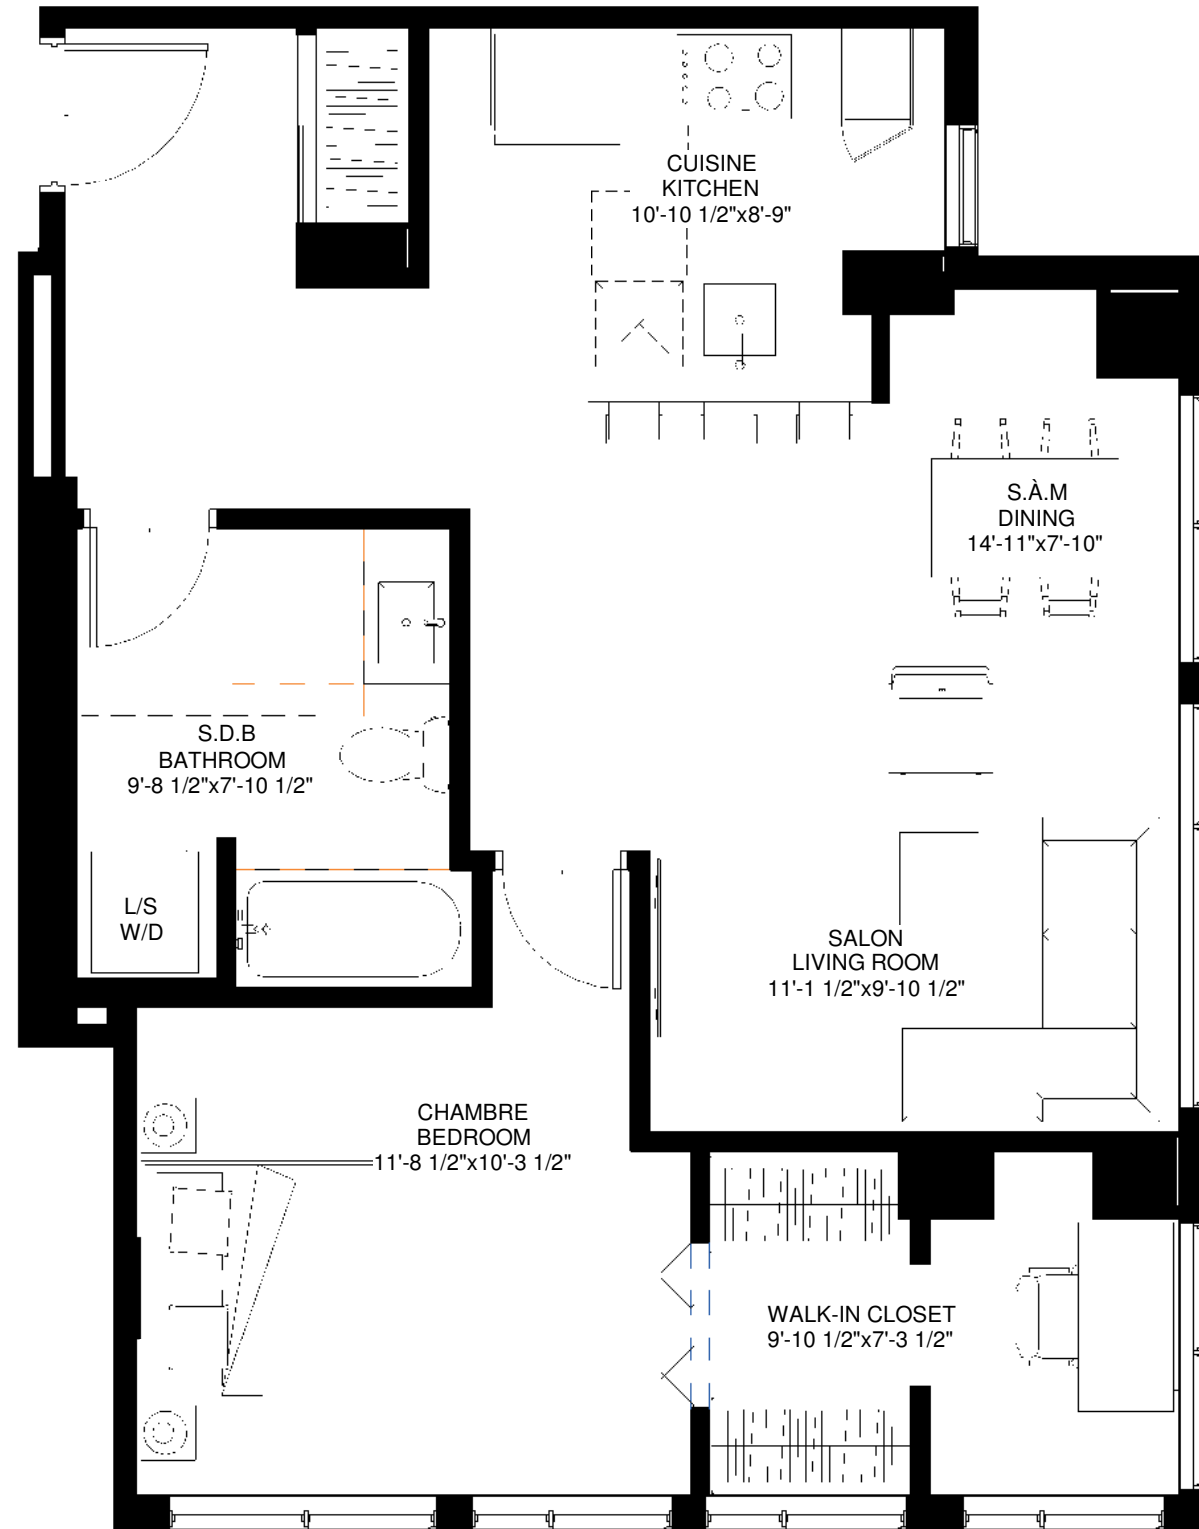 CUISINE
KITCHEN
10'-10 1/2"x8'-9"
S.À.M
DINING
14'-11"x7'-10"
S.D.B
BATHROOM
9'-8 1/2"x7'-10 1/2"
L/S
W/D
SALON
LIVING ROOM
11'-1 1/2"x9'-10 1/2"
CHAMBRE
BEDROOM
11'-8 1/2"x10'-3 1/2"
WALK-IN CLOSET
9'-10 1/2"x7'-3 1/2"